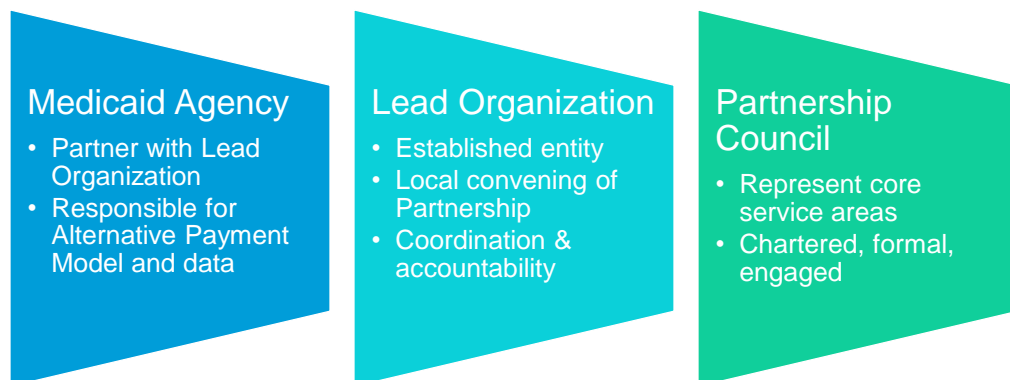 Medicaid Agency
• Partner with Lead
Organization
• Responsible for
Alternative Payment
Model and data
Lead Organization
• Established entity
• Local convening of
Partnership
• Coordination &
accountability
Partnership
Council
• Represent core
service areas
• Chartered, formal,
engaged